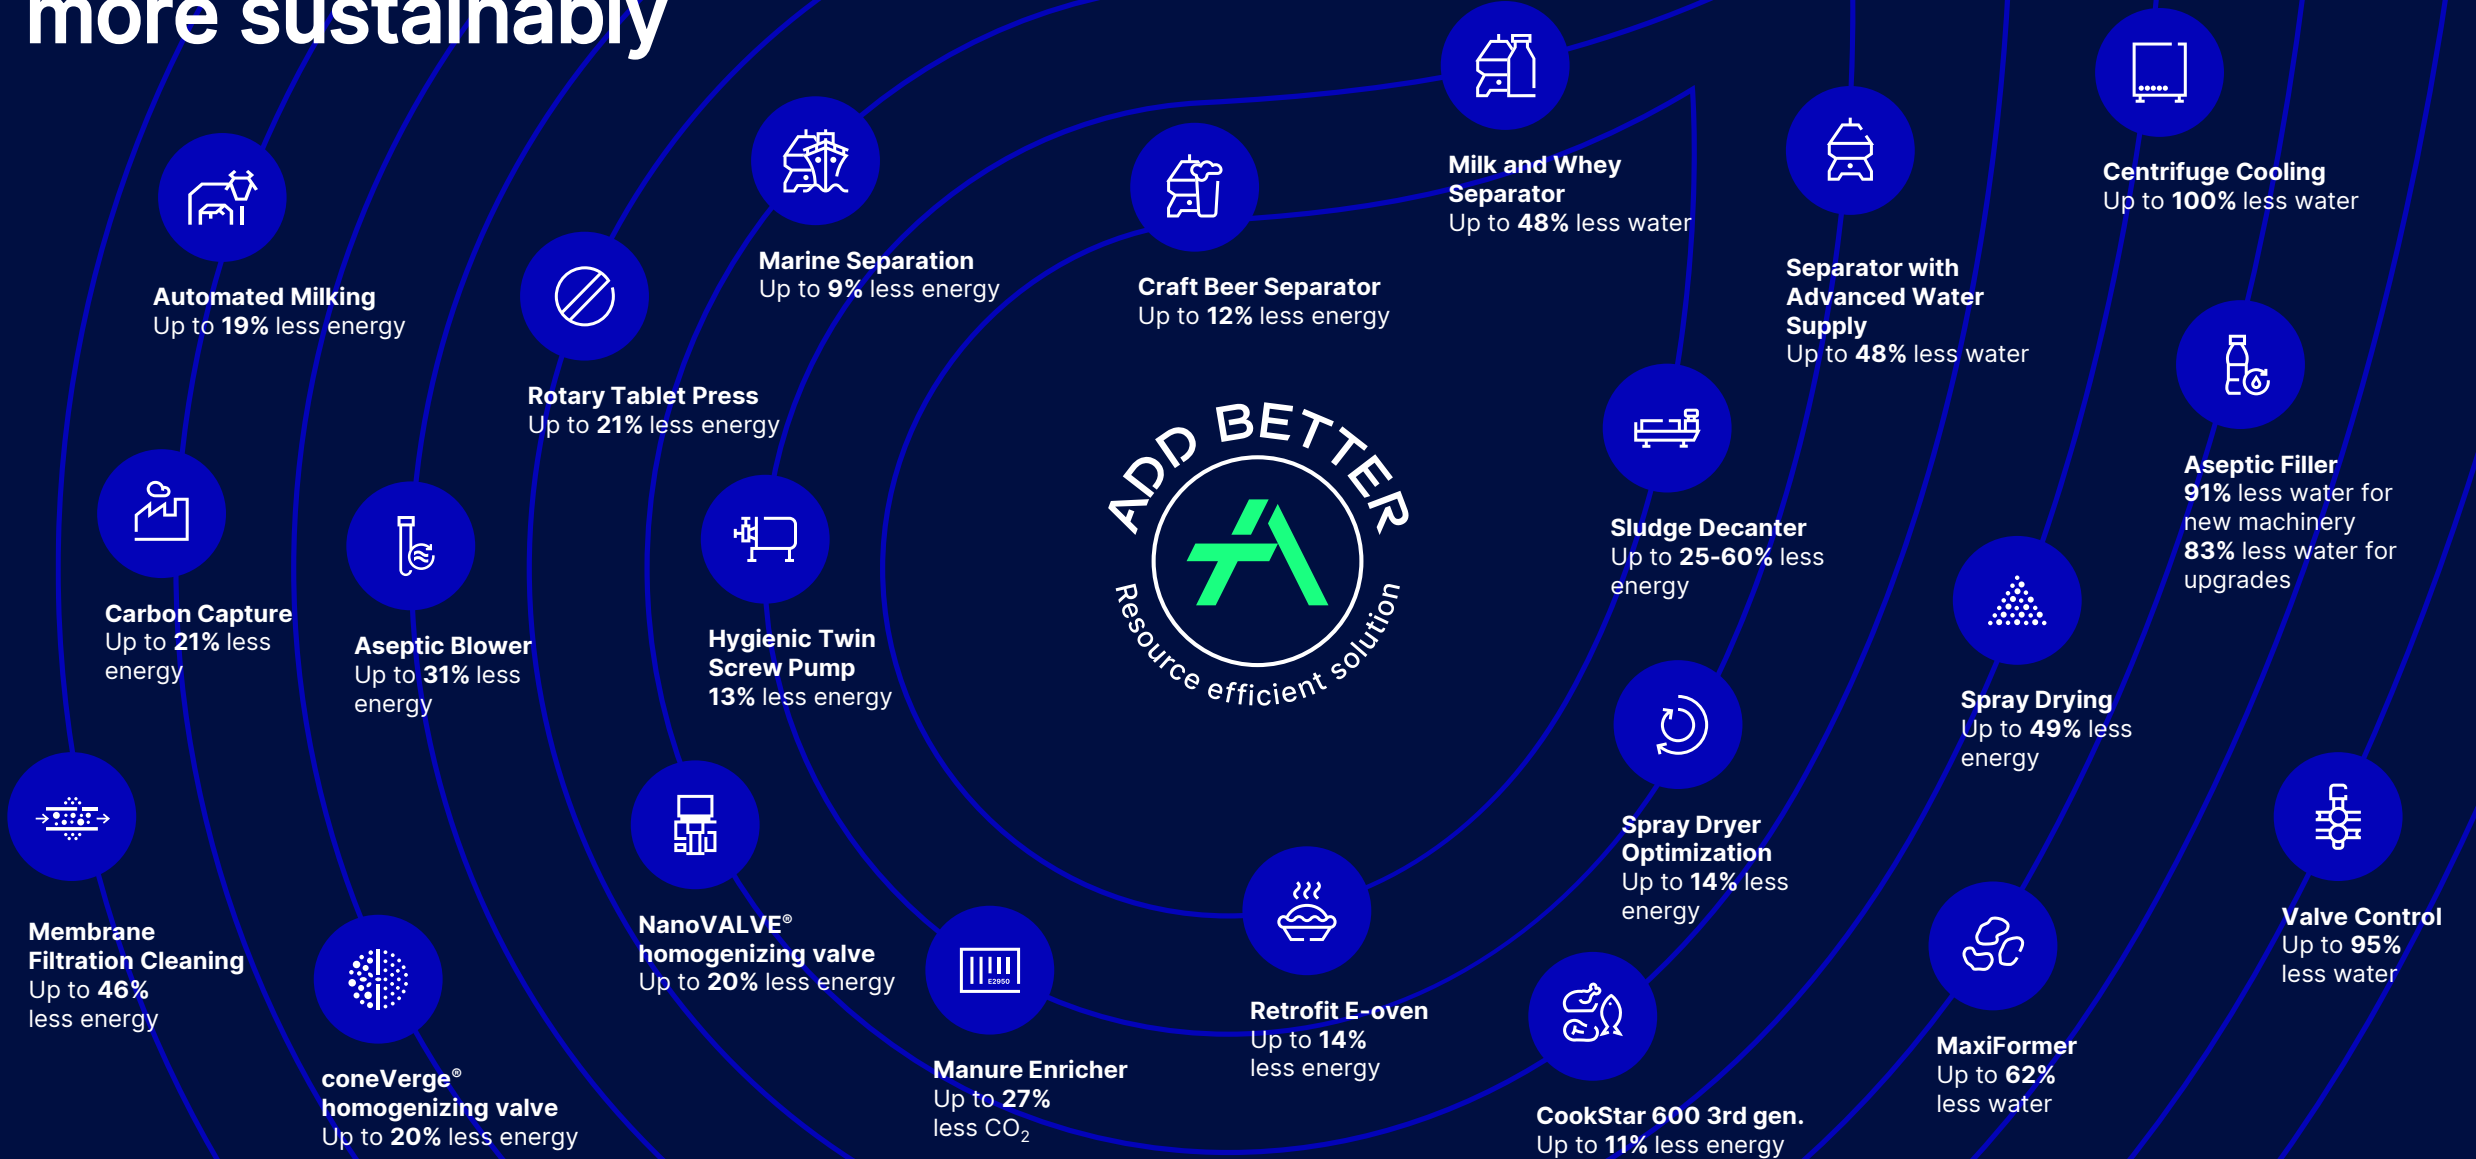 more sustainably
Automated Milking
Up to 19% less energy
Rotary Tablet Press
Up to 21% less energy
Marine Separation
Up to 9% less energy
Craft Beer Separator
Up to 12% less energy
Milk and Whey
Separator
Up to 48% less water
Separator with
Advanced Water
Supply
Up to 48% less water
Centrifuge Cooling
Up to 100% less water
Carbon Capture
Up to 21% less
energy
Aseptic Blower
Up to 31% less
energy
Hygienic Twin
Screw Pump
13% less energy
ADD BETTER
Resource efficient solution
Sludge Decanter
Up to 25-60% less
energy
Aseptic Filler
91% less water for
new machinery
83% less water for
upgrades
Spray Drying
Up to 49% less
energy
Membrane
Filtration Cleaning
Up to 46%
less energy
coneVerge®
homogenizing valve
Up to 20% less energy
NanoVALVE®
homogenizing valve
Up to 20% less energy
E2950
Manure Enricher
Up to 27%
less CO₂
Retrofit E-oven
Up to 14%
less energy
Spray Dryer
Optimization
Up to 14% less
energy
CookStar 600 3rd gen.
Up to 11% less energy
MaxiFormer
Up to 62%
less water
Valve Control
Up to 95%
less water